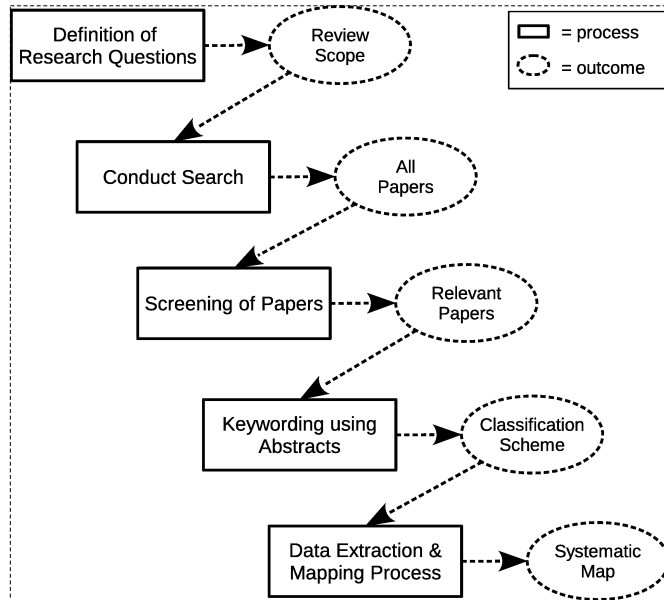 Definition of
Research Questions
Review
Scope
= process
= outcome
Conduct Search
All
Papers
Screening of Papers
Relevant
Papers
Keywording using
Abstracts
Classification
Scheme
Data Extraction &
Mapping Process
Systematic
Map